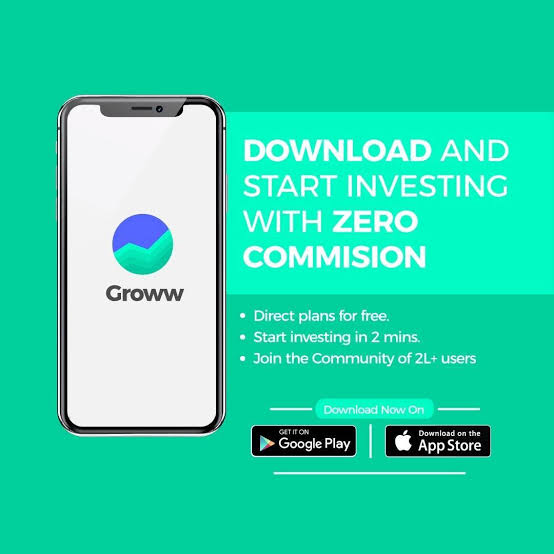 Groww
DOWNLOAD AND
START INVESTING
WITH ZERO
COMMISION
• Direct plans for free.
• Start investing in 2 mins.
• Join the Community of 2L+ users
Download Now On
GET IT ON
Google Play
Download on the
App Store